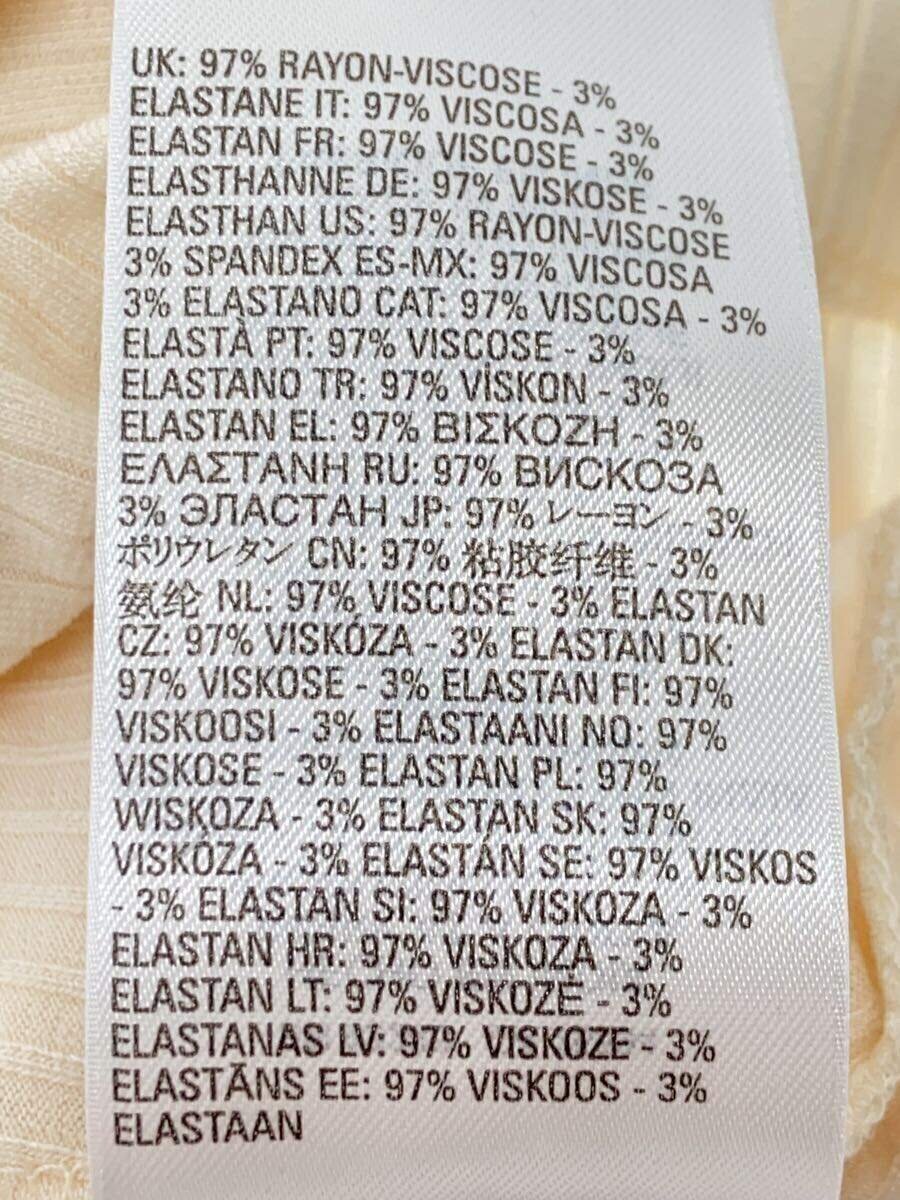 UK: 97% RAYON-VISCOSE - 3%
ELASTANE IT: 97% VISCOSA - 3%
ELASTAN FR: 97% VISCOSE - 3%
ELASTHANNE DE: 97% VISKOSE - 3%
ELASTHAN US: 97% RAYON-VISCOSE
3% SPANDEX ES-MX: 97% VISCOSA
3% ELASTANO CAT: 97% VISCOSA - 3%
ELASTÀ PT: 97% VISCOSE - 3%
ELASTANO TR: 97% VİSKON - 3%
ELASTAN EL: 97% ΒΙΣΚΟΖΗ - 3%
ΕΛΑΣΤΑΝΗ RU: 97% ВИСКОЗА
3% ЭЛАСТАН JP: 97% レーヨン - 3%
ポリウレタン CN: 97% 粘胶纤维 - 3%
氨纶 NL: 97% VISCOSE - 3% ELASTAN
CZ: 97% VISKÓZA - 3% ELASTAN DK:
97% VISKOSE - 3% ELASTAN FI: 97%
VISKOOSI - 3% ELASTAANI NO: 97%
VISKOSE - 3% ELASTAN PL: 97%
WISKOZA - 3% ELASTAN SK: 97%
VISKÓZA - 3% ELASTÁN SE: 97% VISKOS
- 3% ELASTAN SI: 97% VISKOZA - 3%
ELASTAN HR: 97% VISKOZA - 3%
ELASTAN LT: 97% VISKOZĖ - 3%
ELASTANAS LV: 97% VISKOZE - 3%
ELASTĀNS EE: 97% VISKOOS - 3%
ELASTAAN